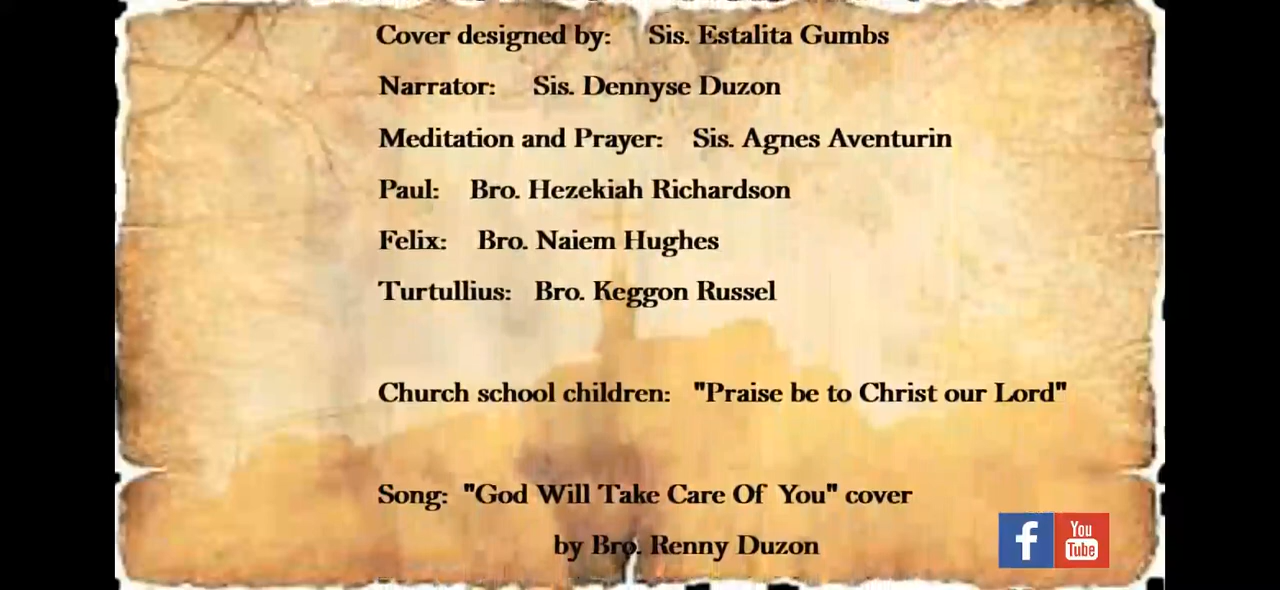 Cover designed by: Sis. Estalita Gumbs
Narrator: Sis. Dennyse Duzon
Meditation and Prayer: Sis. Agnes Aventurin
Paul: Bro. Hezekiah Richardson
Felix: Bro. Naiem Hughes
Turtullius: Bro. Keggon Russel
Church school children: "Praise be to Christ our Lord"
Song: "God Will Take Care Of You" cover
by Bro. Renny Duzon
f
You
Tube